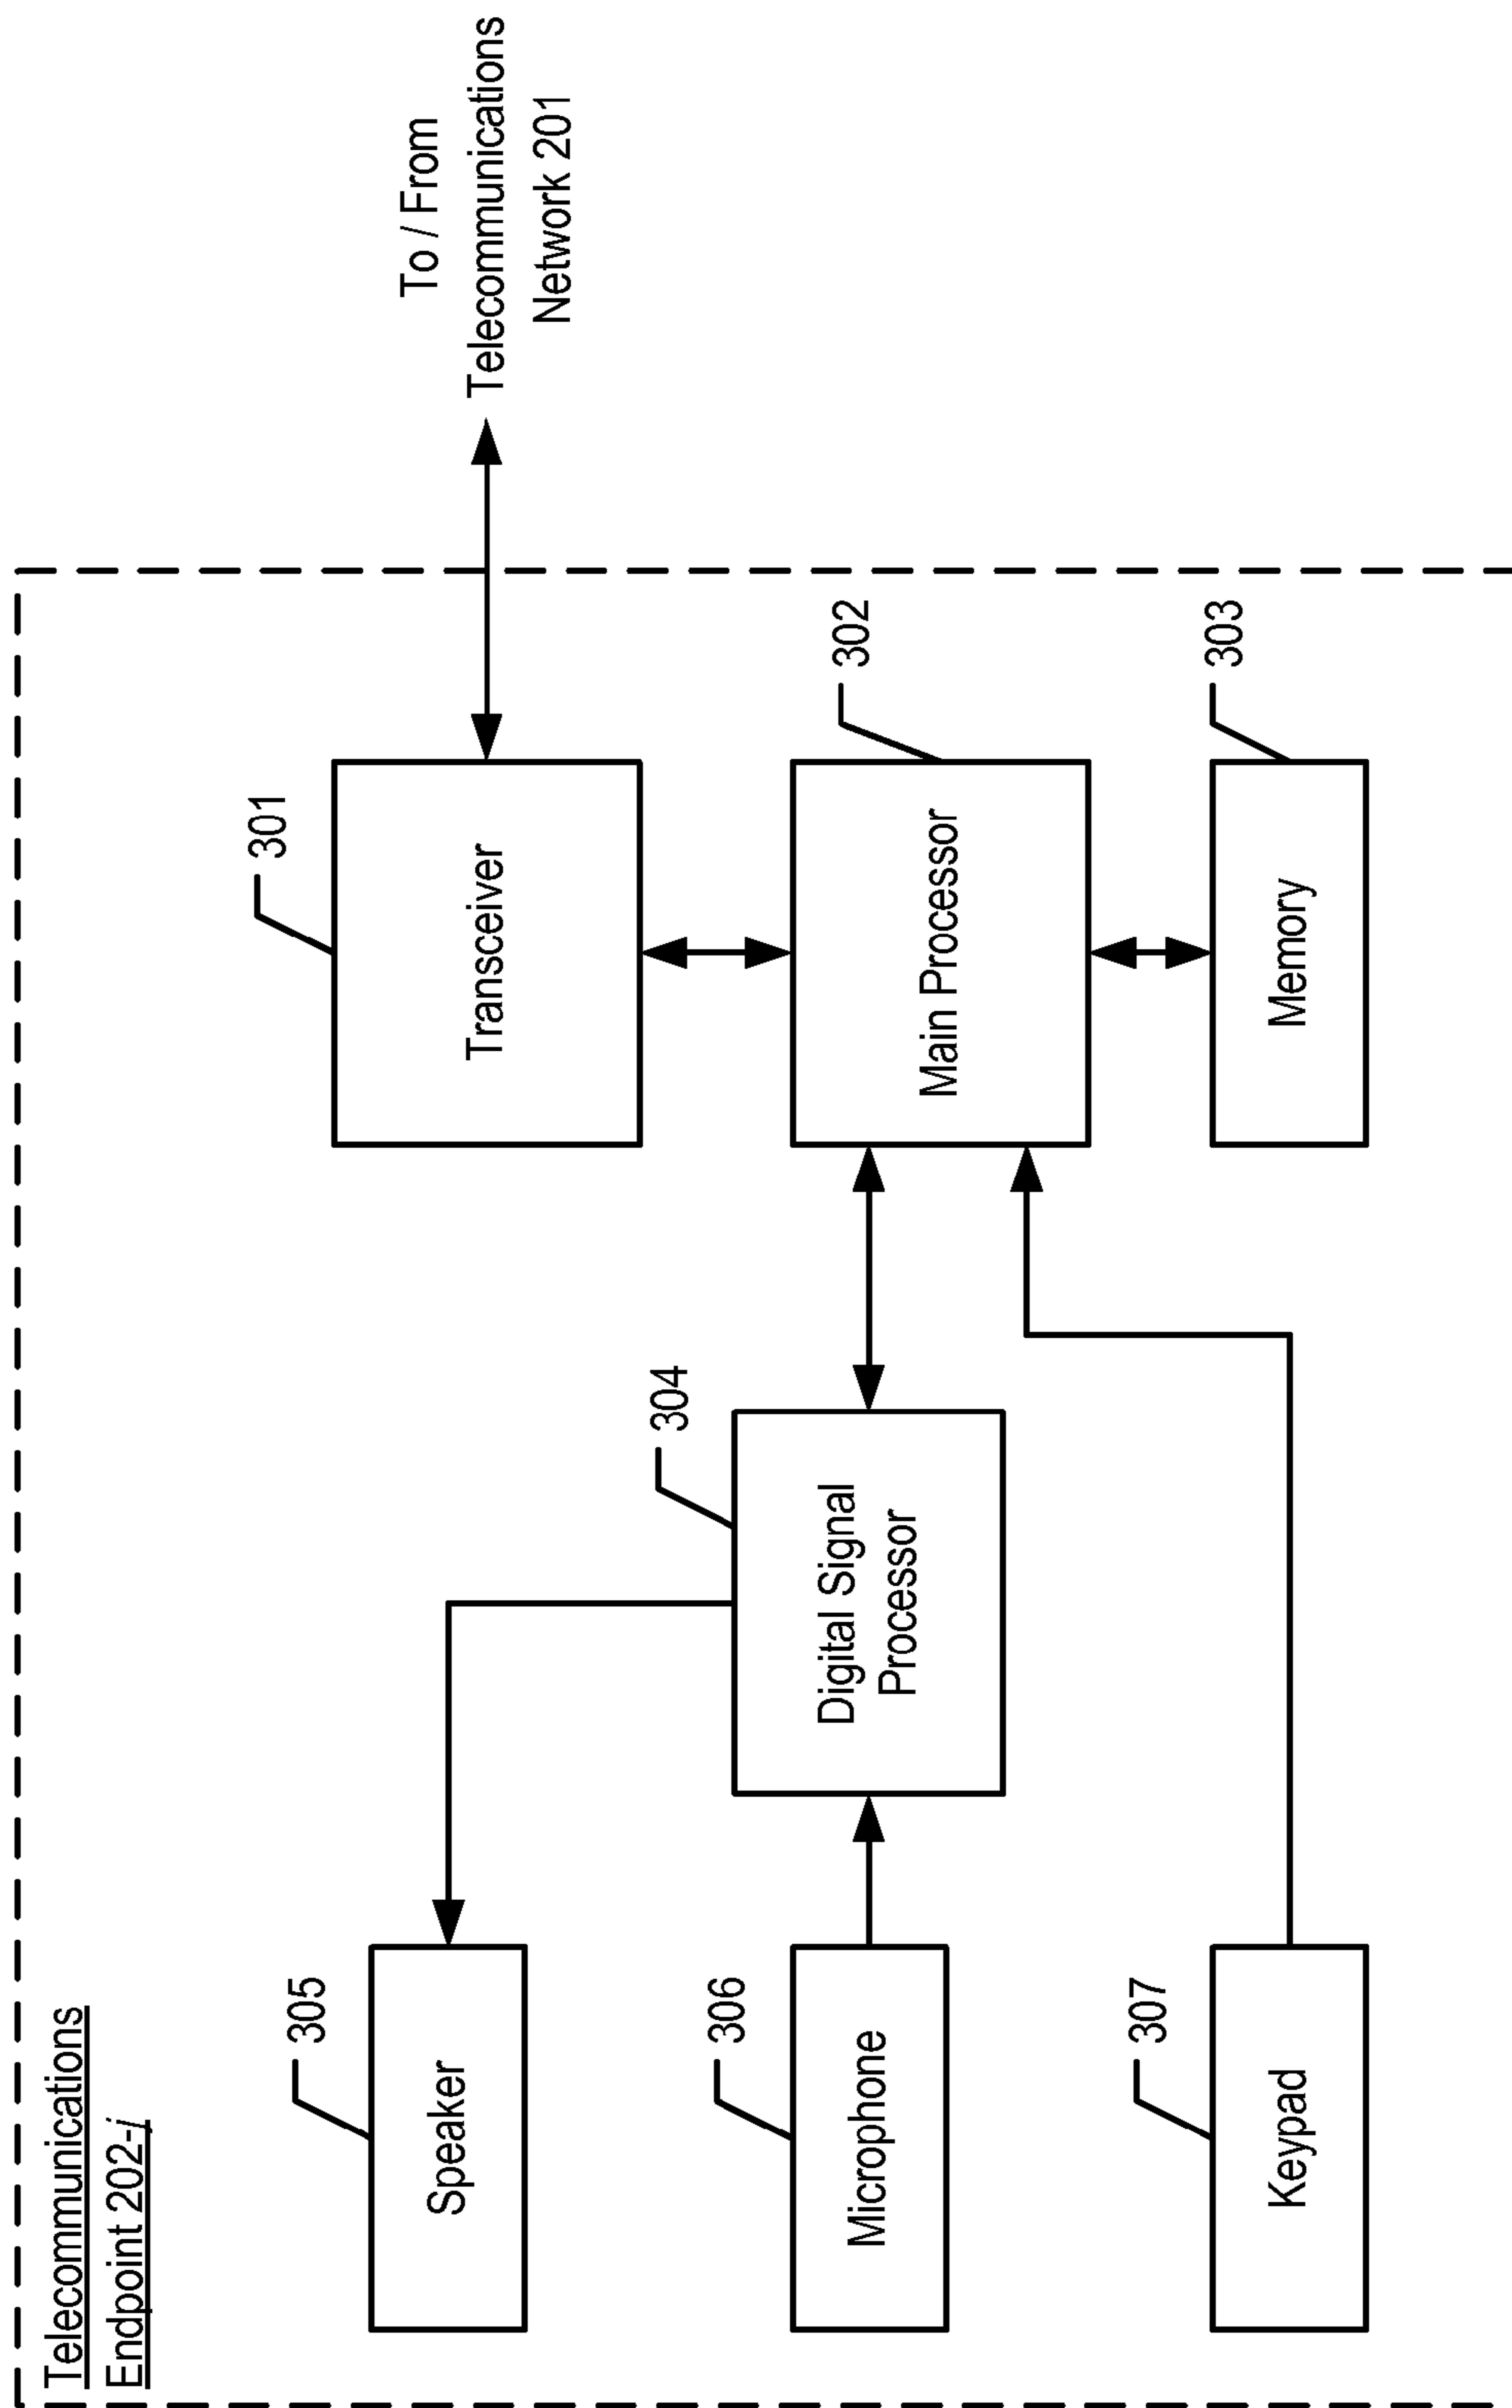 Telecommunications
Endpoint 202-i
To / From
Telecommunications
Network 201
305
Speaker
301
Transceiver
304
Digital Signal
Processor
306
Microphone
302
Main Processor
307
Keypad
303
Memory